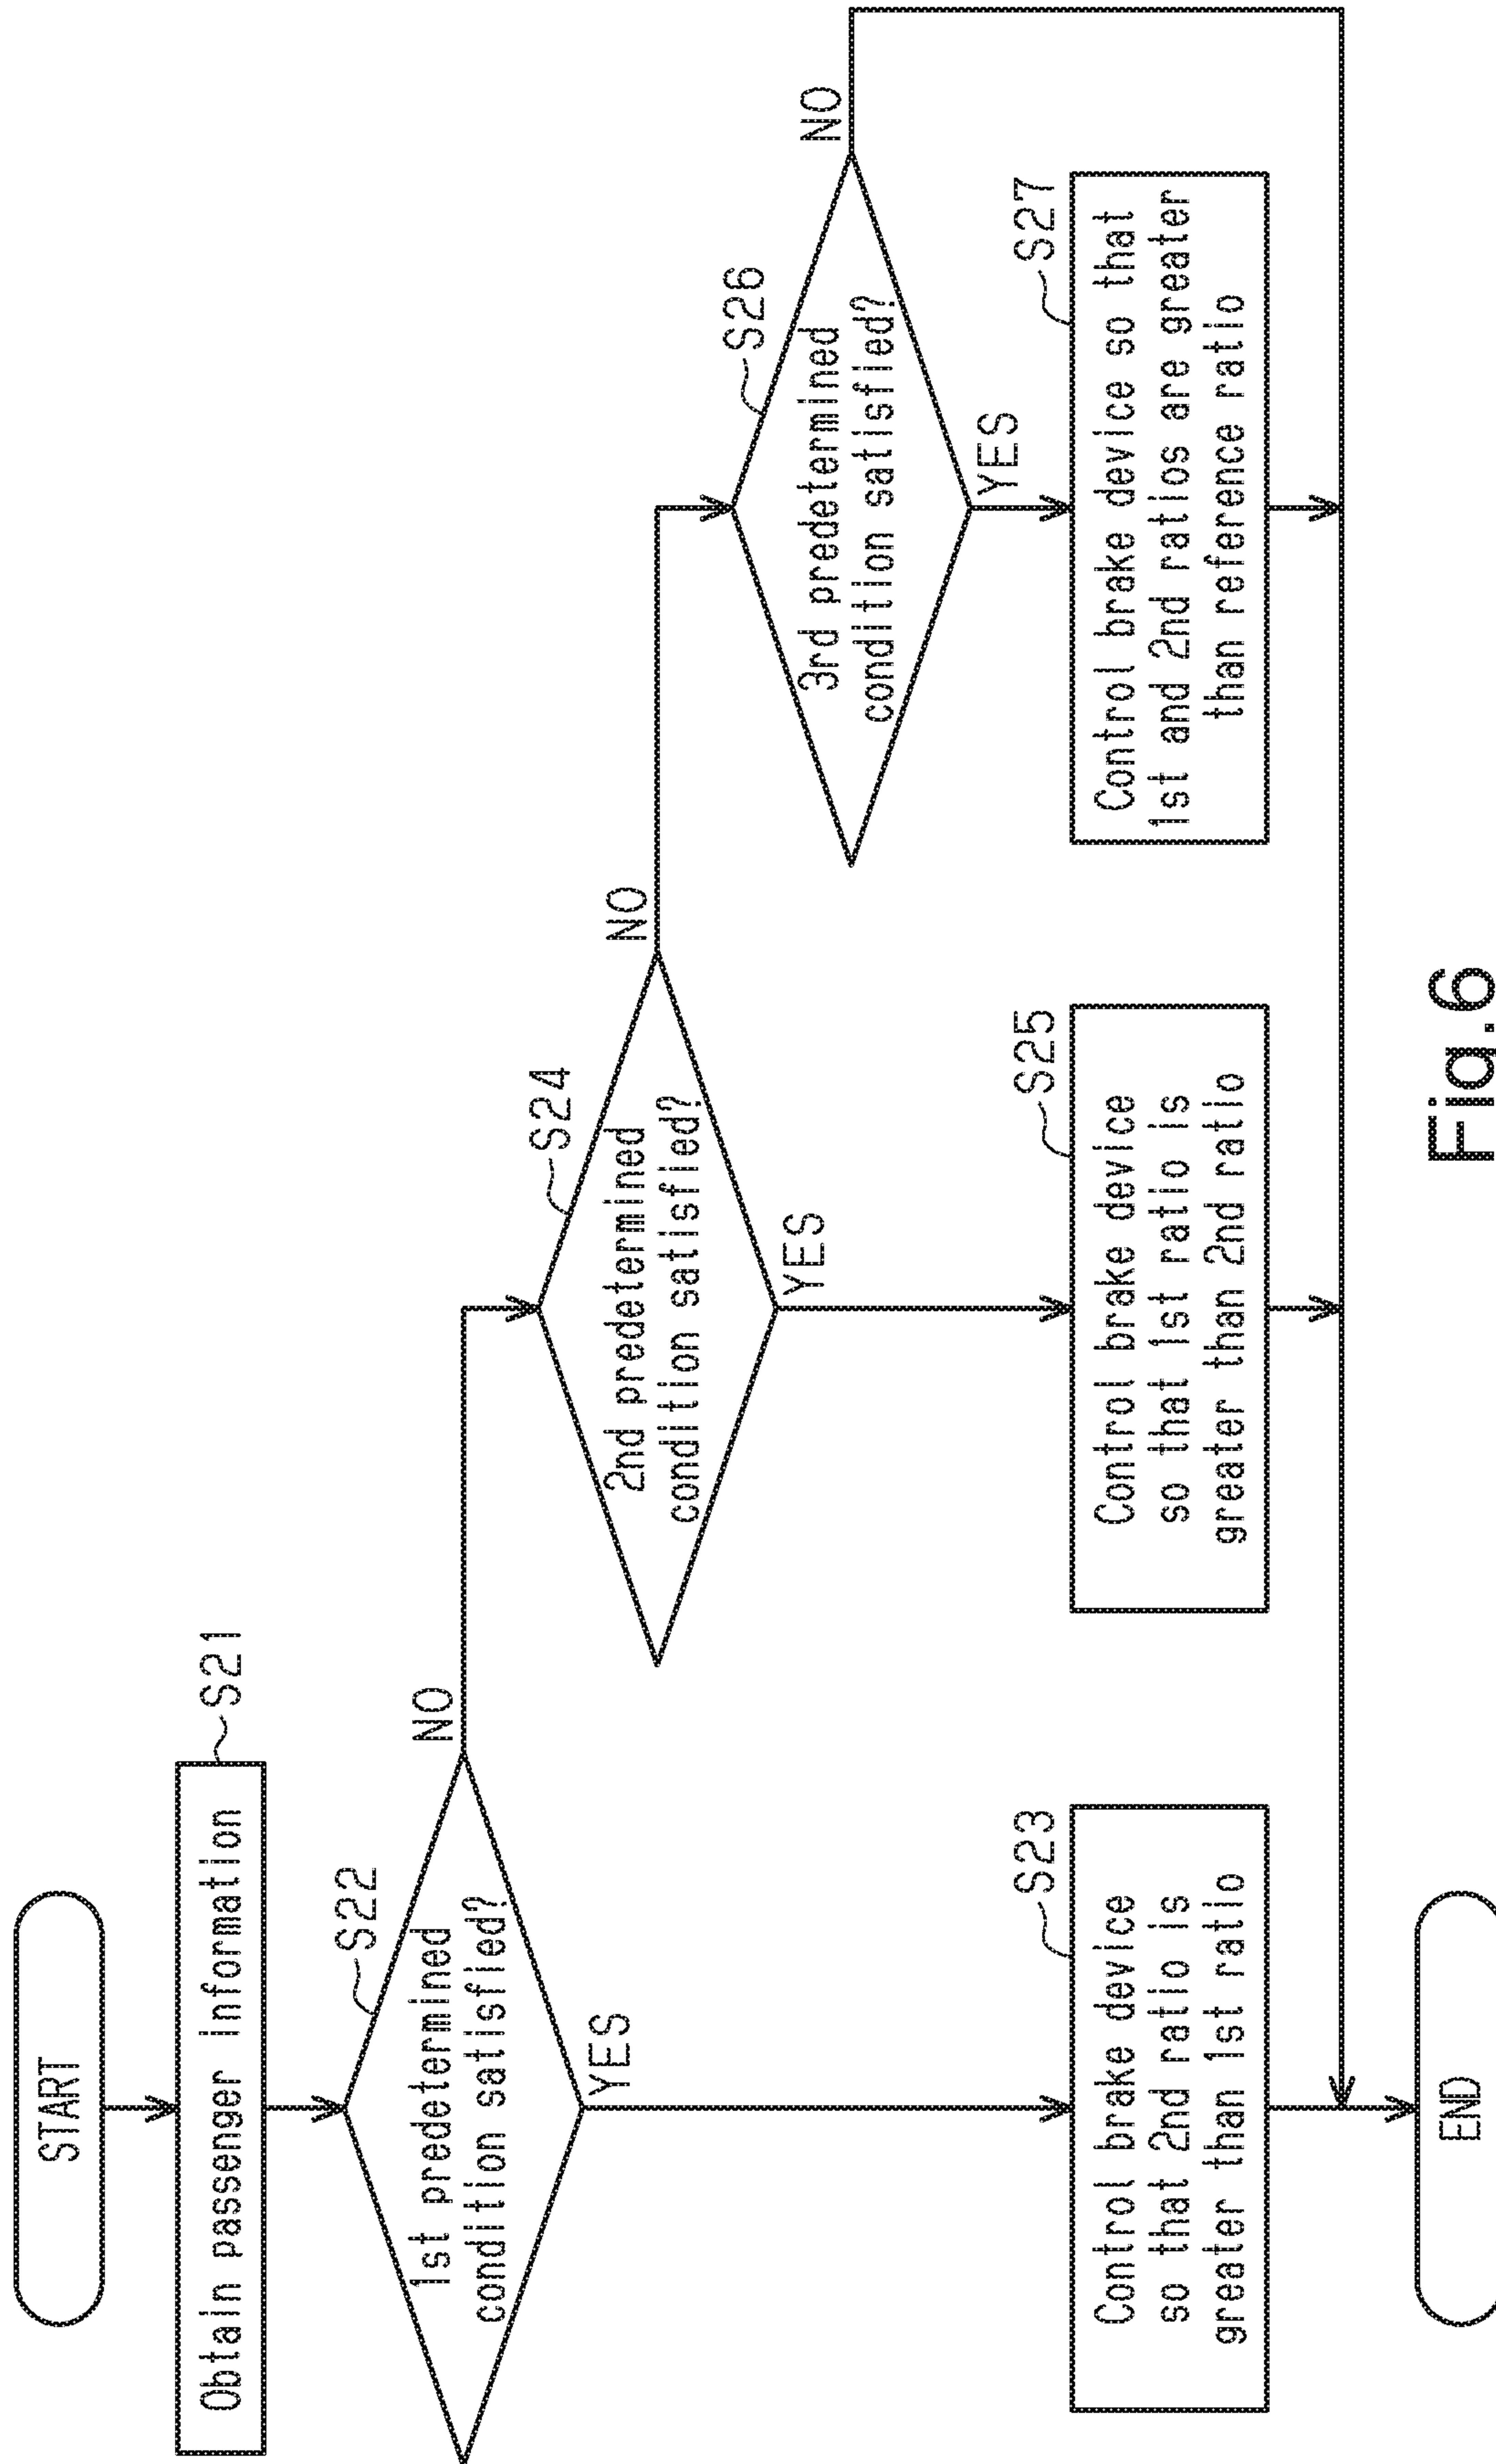 START
Obtain passenger information
S21
1st predetermined
condition satisfied?
S22
NO
YES
Control brake device
so that 2nd ratio is
greater than 1st ratio
S23
2nd predetermined
condition satisfied?
S24
NO
YES
Control brake device
so that 1st ratio is
greater than 2nd ratio
S25
3rd predetermined
condition satisfied?
S26
NO
YES
Control brake device so that
1st and 2nd ratios are greater
than reference ratio
S27
END
Fig.6